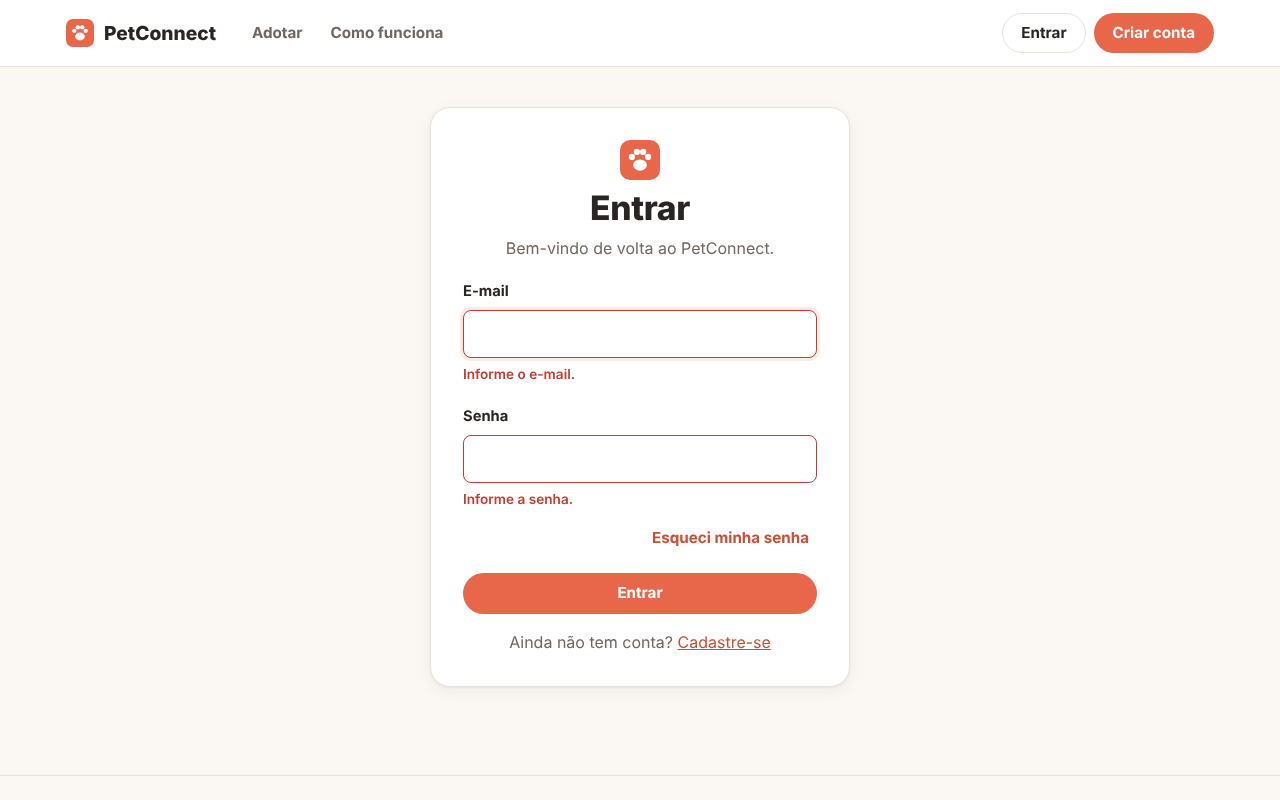 PetConnect
Adotar
Como funciona
Entrar
Criar conta
Entrar
Bem-vindo de volta ao PetConnect.
E-mail
Informe o e-mail.
Senha
Informe a senha.
Esqueci minha senha
Entrar
Ainda não tem conta? Cadastre-se